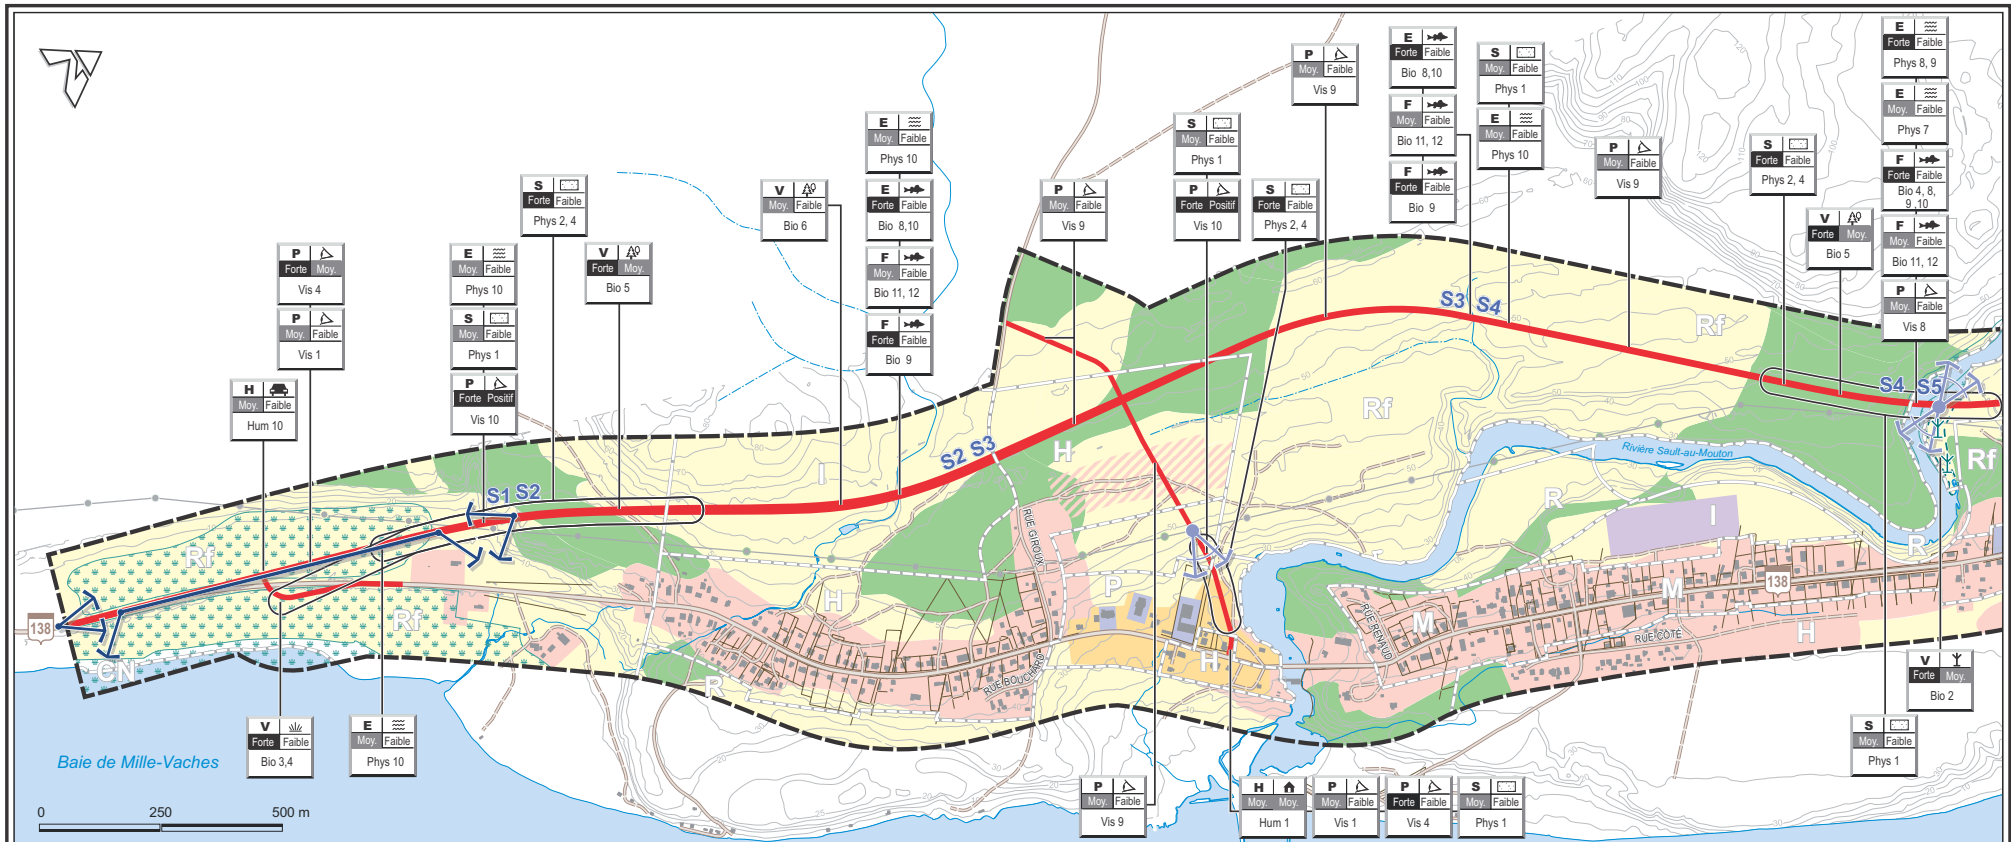 E
Forte Faible
Phys 8, 9
E
Moy. Faible
Phys 7
F
Forte Faible
Bio 4, 8,
9 ,10
F
Moy. Faible
Bio 11, 12
P
Moy. Faible
Vis 8
E
Forte Faible
Bio 8,10
F
Moy. Faible
Bio 11, 12
F
Forte Faible
Bio 9
S
Moy. Faible
Phys 1
E
Moy. Faible
Phys 10
P
Moy. Faible
Vis 9
P
Moy. Faible
Vis 9
S
Forte Faible
Phys 2, 4
V
Forte Moy.
Bio 5
E
Moy. Faible
Phys 10
E
Forte Faible
Bio 8,10
F
Moy. Faible
Bio 11, 12
F
Forte Faible
Bio 9
S
Moy. Faible
Phys 1
P
Forte Positif
Vis 10
S
Forte Faible
Phys 2, 4
P
Moy. Faible
Vis 9
V
Moy. Faible
Bio 6
S
Forte Faible
Phys 2, 4
V
Forte Moy.
Bio 5
E
Moy. Faible
Phys 10
S
Moy. Faible
Phys 1
P
Forte Positif
Vis 10
P
Forte Moy.
Vis 4
P
Moy. Faible
Vis 1
H
Moy. Faible
Hum 10
S3 S4
Rf
S4 S5
Rf
S2 S3
H
Rivière Sault-au-Mouton
Rf
I
S1 S2
R
I
RUE GIROUX
R
Rf
P
M
138
M
H
Rf
RUE RENAUD
RUE COTÉ
H
138
H
CN
R
RUE BOUCHARD
V
Forte Moy.
Bio 2
S
Moy. Faible
Phys 1
V
Forte Faible
Bio 3,4
E
Moy. Faible
Phys 10
Baie de Mille-Vaches
P
Moy. Faible
Vis 9
H
Moy. Moy.
Hum 1
P
Moy. Faible
Vis 1
P
Forte Faible
Vis 4
S
Moy. Faible
Phys 1
0 250 500 m